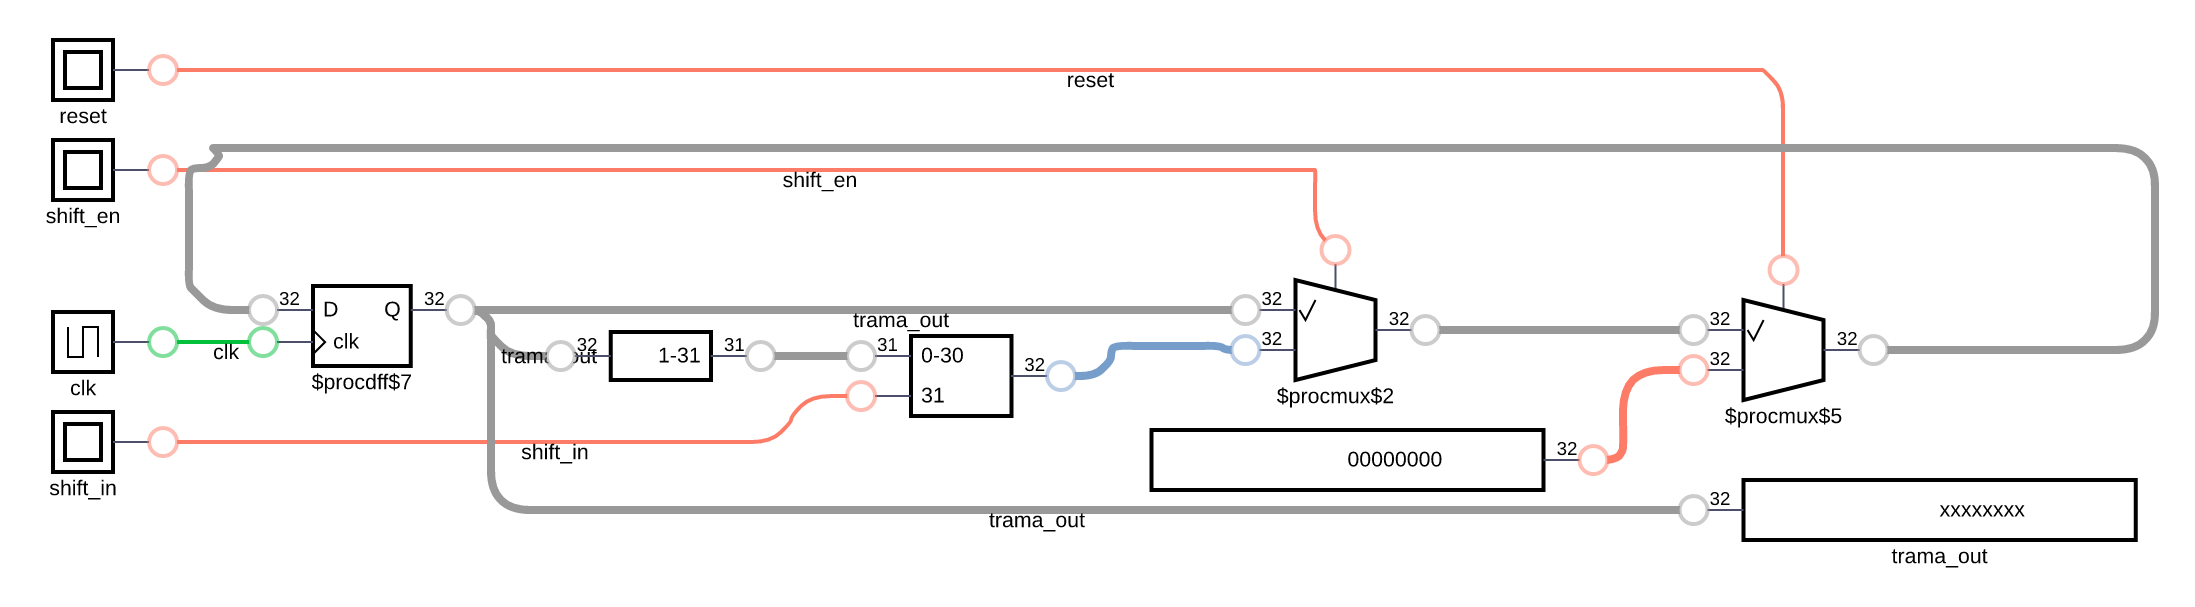 reset
reset
shift_en
shift_en
32
D
Q
32
clk
clk
clk
$procdff$7
trama_out
32
1-31
31
trama_out
31
0-30
31
32
shift_in
shift_in
32
32
32
$procmux$2
00000000
32
32
32
32
$procmux$5
trama_out
32
xxxxxxxx
trama_out